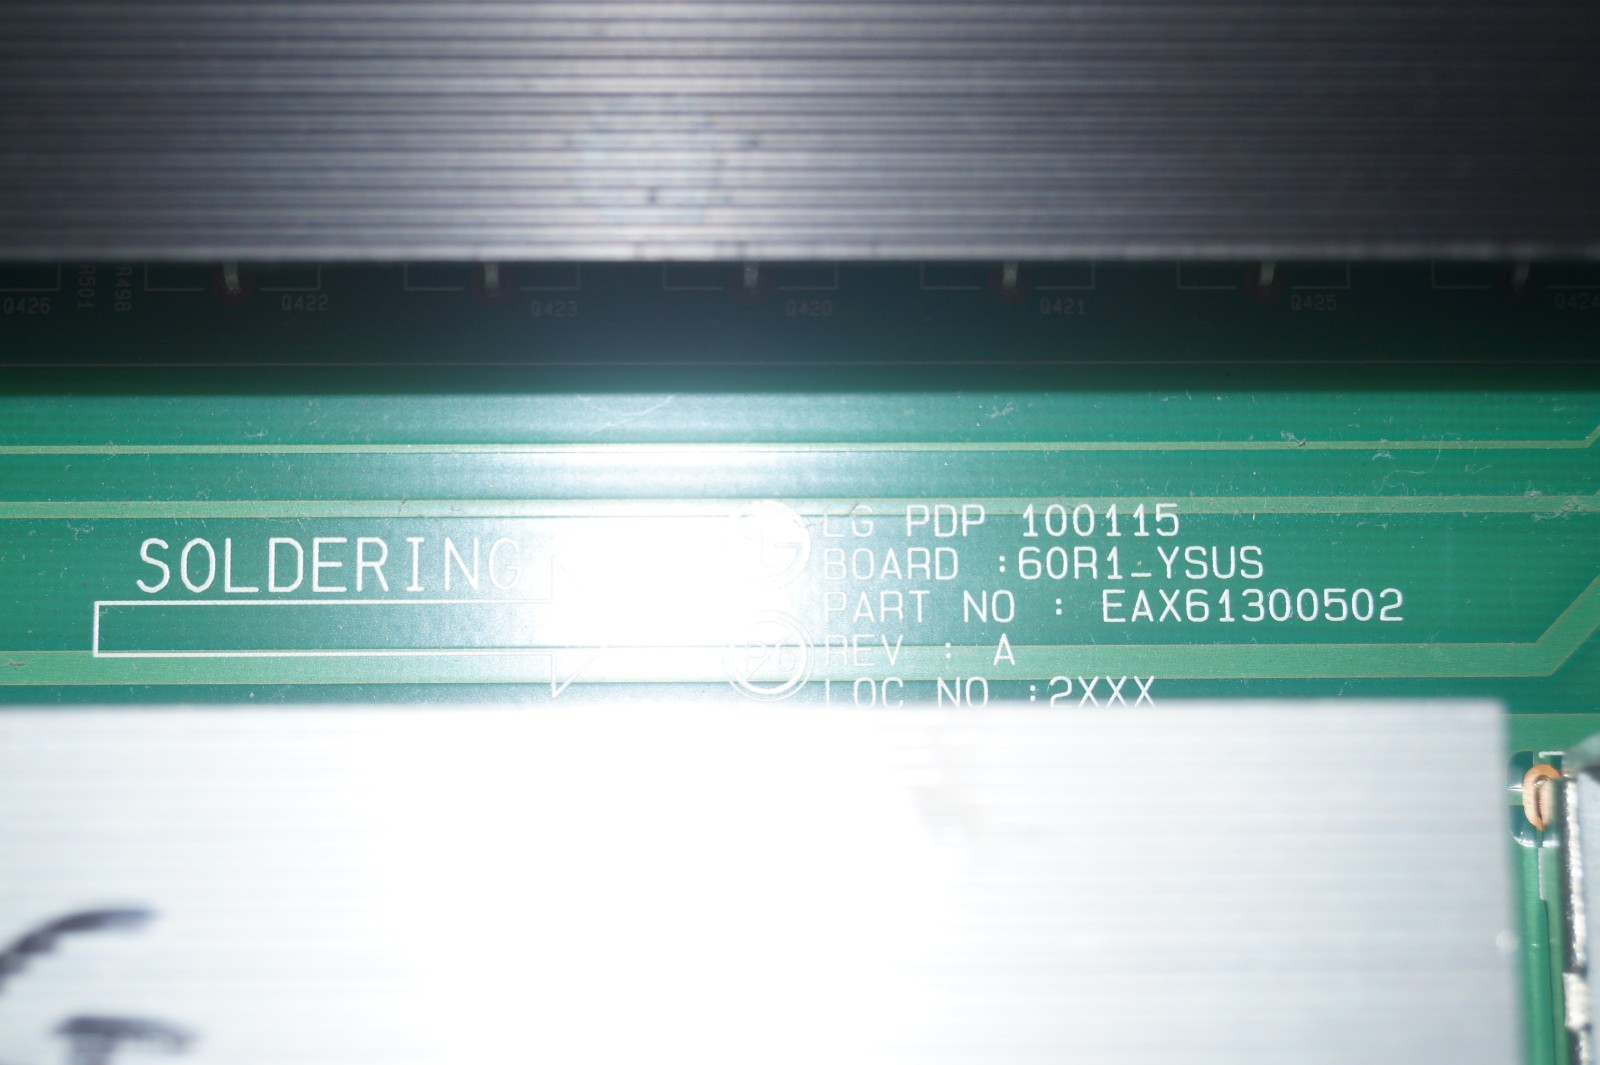 Q426 R501 R498 Q422 Q423 Q420 Q421 Q425 Q424
SOLDERING
LG PDP 100115
BOARD :60R1_YSUS
PART NO : EAX61300502
REV : A
LOC NO :2XXX